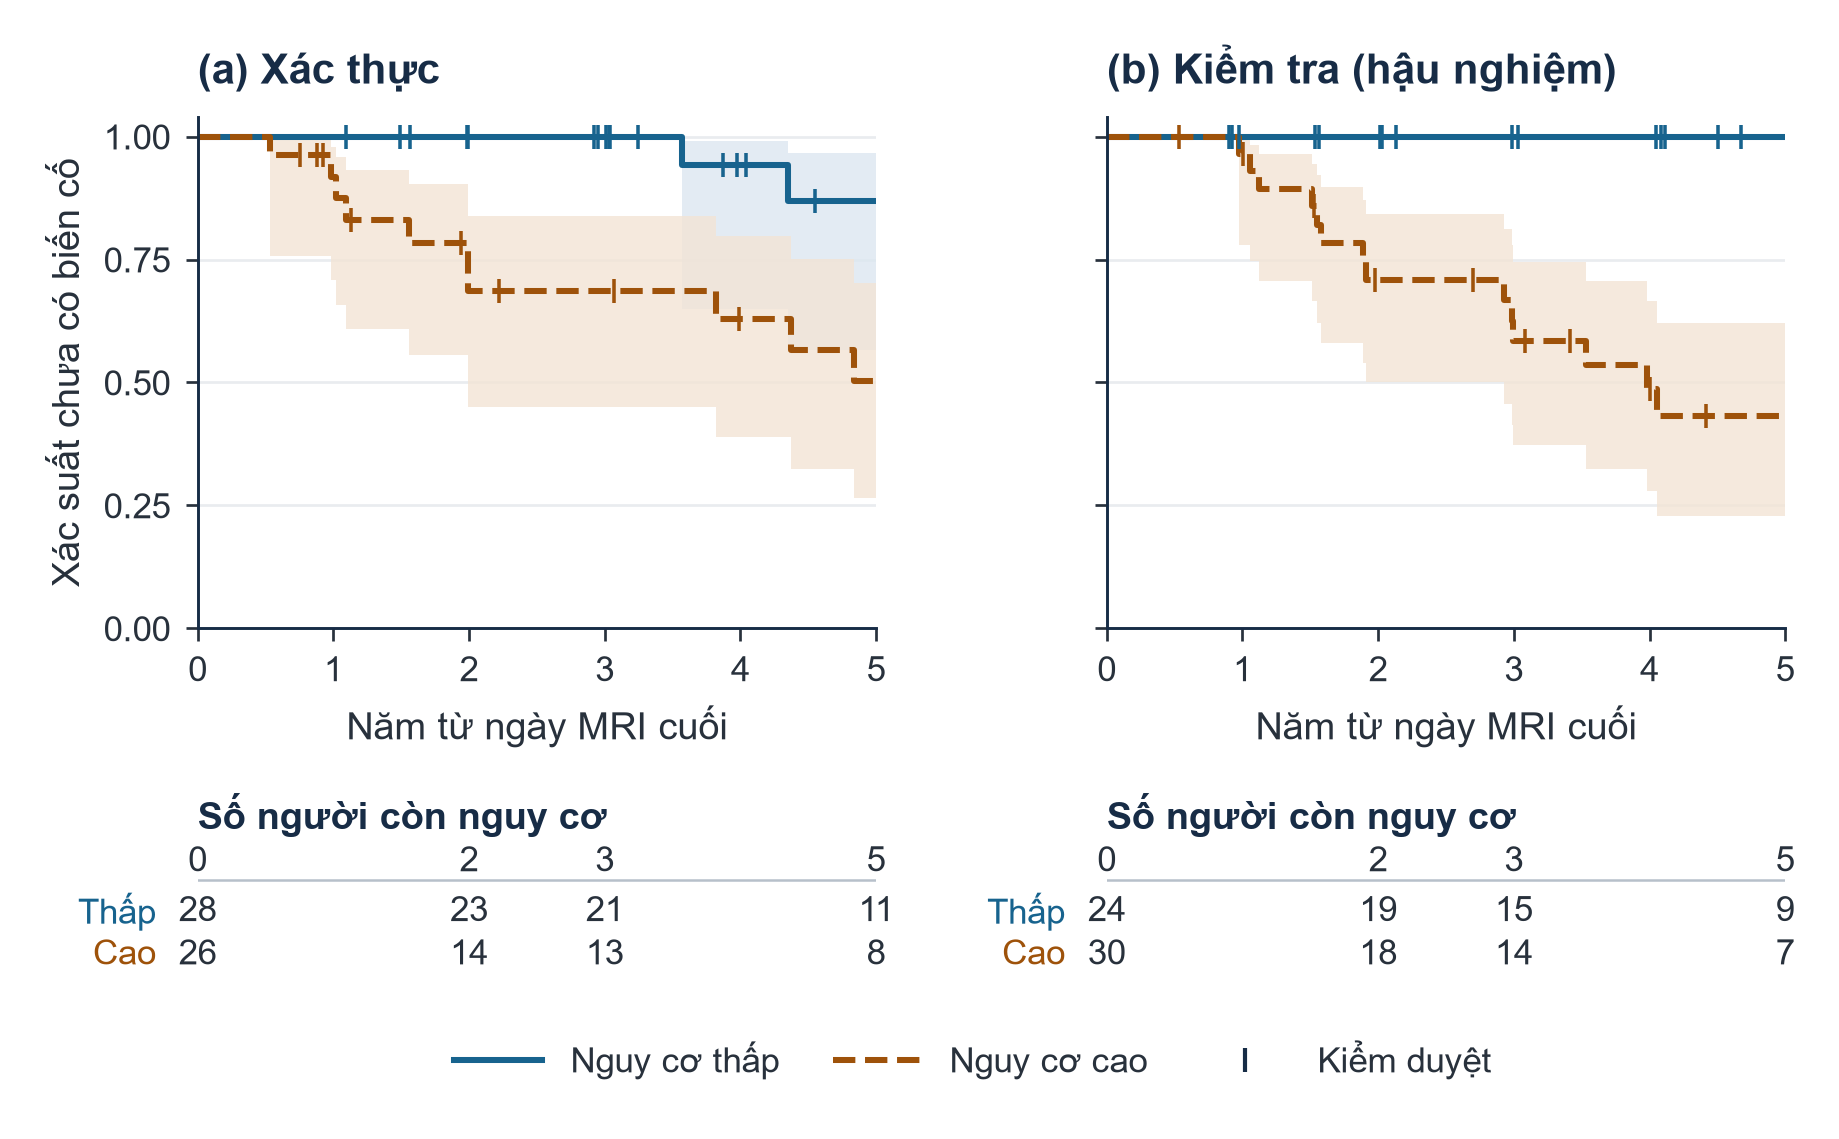 (a) Xác thực
(b) Kiểm tra (hậu nghiệm)
Xác suất chưa có biến cố
1.00
0.75
0.50
0.25
0.00
0 1 2 3 4 5
0 1 2 3 4 5
Năm từ ngày MRI cuối
Năm từ ngày MRI cuối
Số người còn nguy cơ
0 2 3 5
Thấp 28 23 21 11
Cao 26 14 13 8
Số người còn nguy cơ
0 2 3 5
Thấp 24 19 15 9
Cao 30 18 14 7
Nguy cơ thấp
Nguy cơ cao
Kiểm duyệt